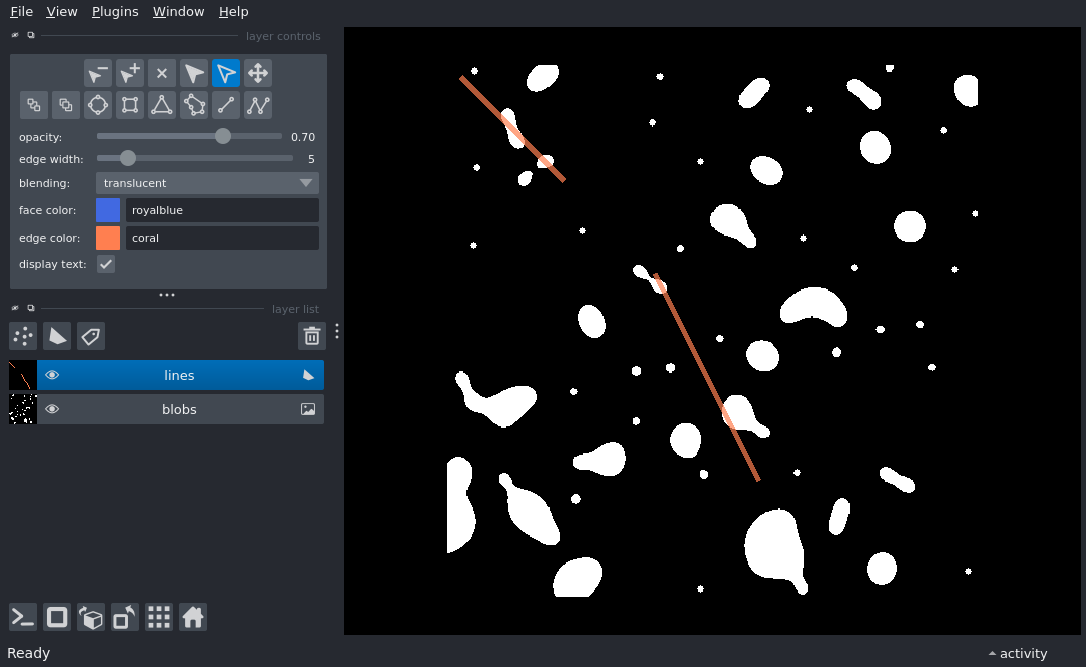 File View Plugins Window Help
layer controls
opacity: 0.70
edge width: 5
blending: translucent
face color: royalblue
edge color: coral
display text:
layer list
lines
blobs
Ready
activity